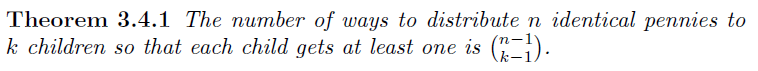 Theorem 3.4.1 The number of ways to distribute n identical pennies to
k children so that each child gets at least one is $\binom{n-1}{k-1}$.